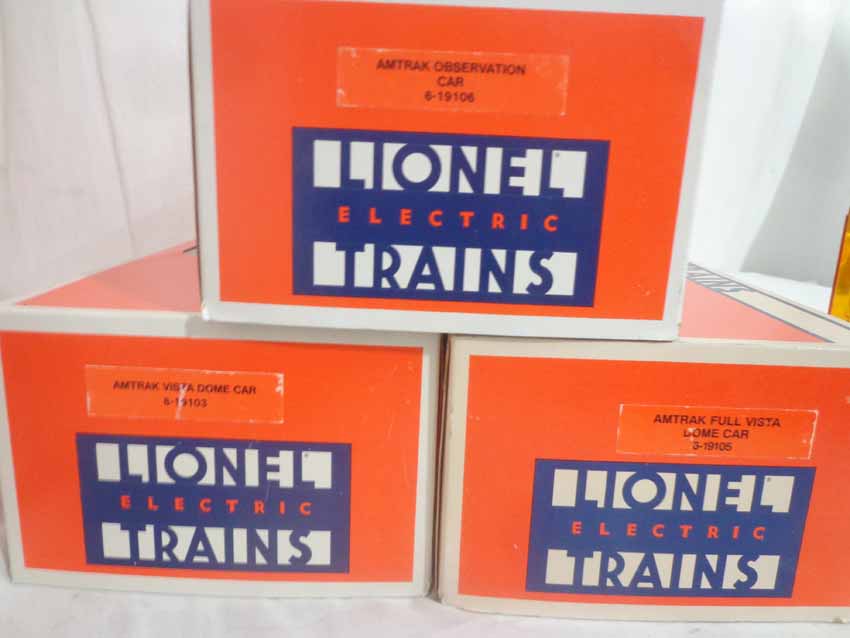 AMTRAK OBSERVATION
CAR
6-19106
LIONEL
ELECTRIC
TRAINS
AMTRAK VISTA DOME CAR
6-19103
LIONEL
ELECTRIC
TRAINS
TRAINS
AMTRAK FULL VISTA
DOME CAR
6-19105
LIONEL
ELECTRIC
TRAINS